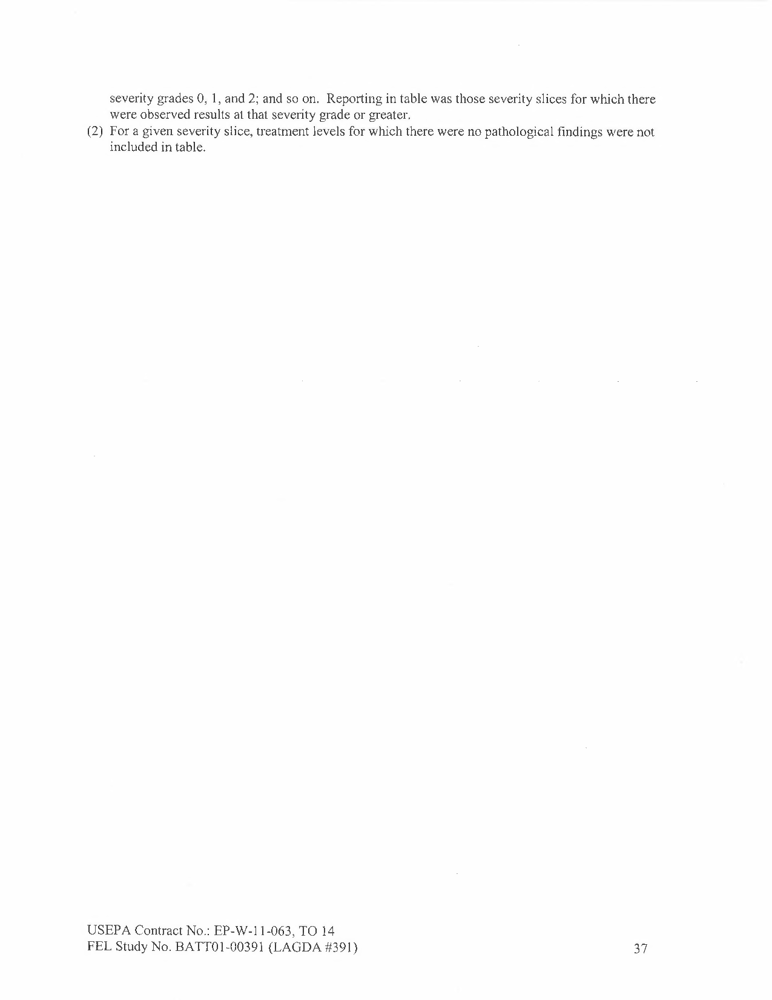 severity grades 0, 1, and 2; and so on. Reporting in table was those severity slices for which there
were observed results at that severity grade or greater.
(2) For a given severity slice, treatment levels for which there were no pathological findings were not
included in table.
USEPA Contract No.: EP-W-11-063, TO 14
FEL Study No. BATT01-00391 (LAGDA #391)
37